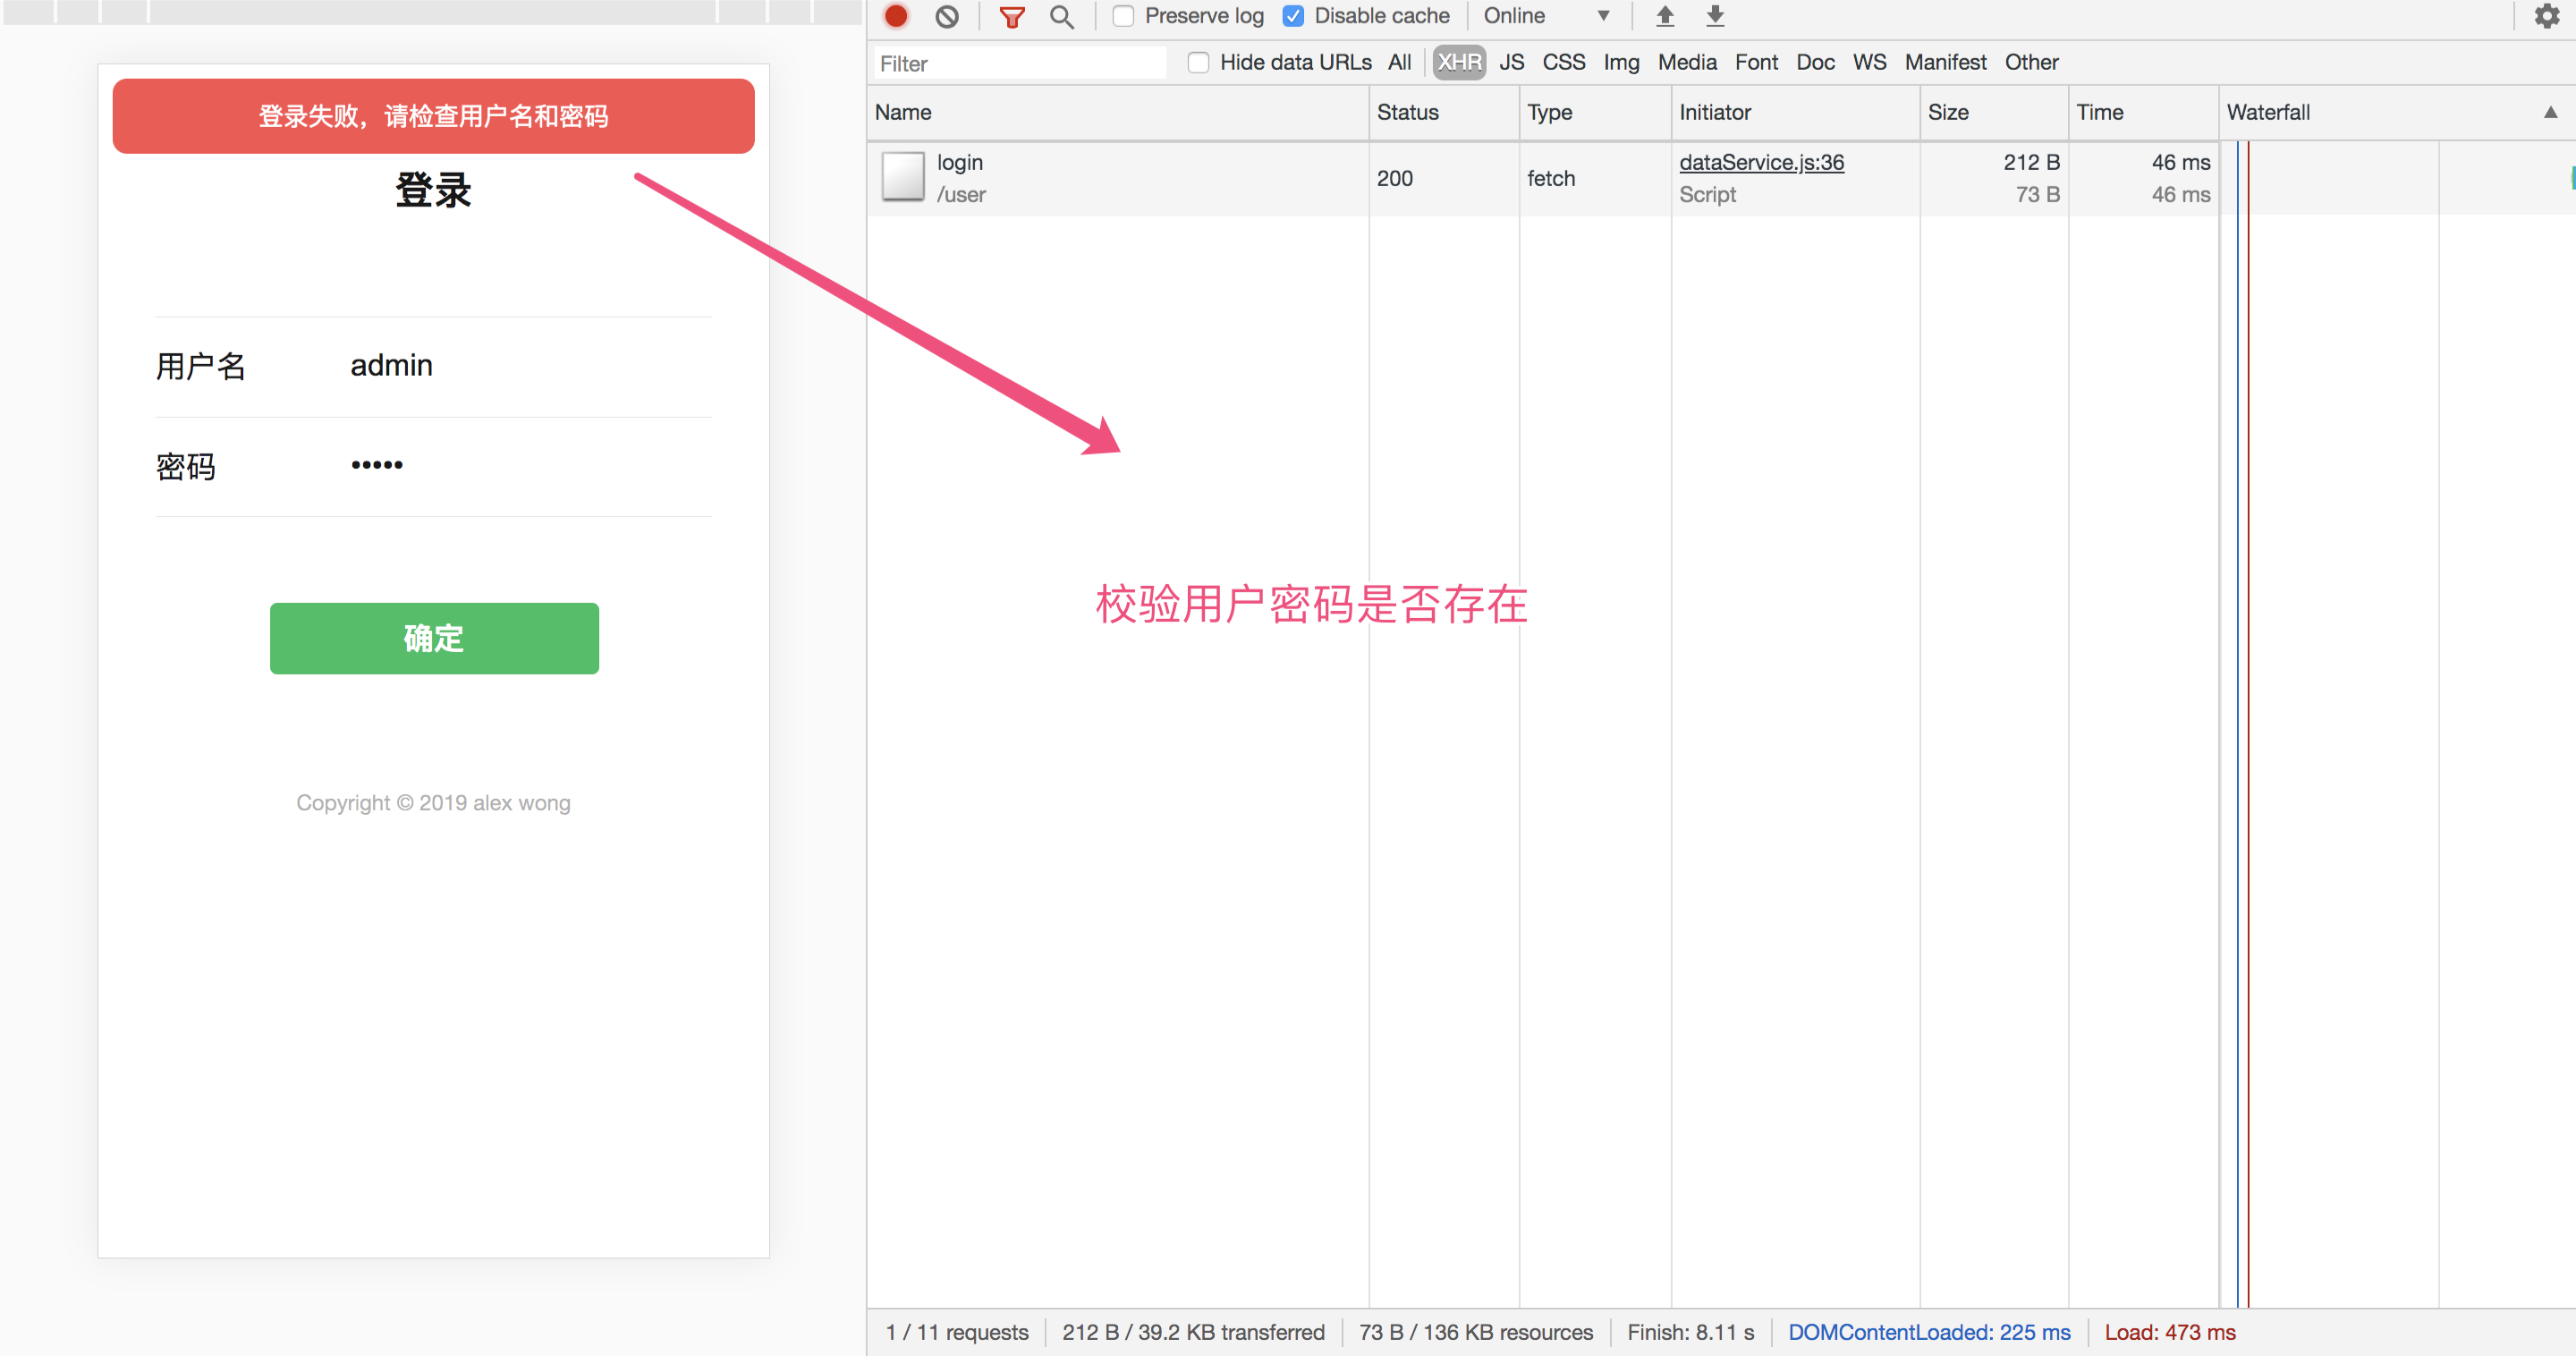 登录失败，请检查用户名和密码
登录
用户名 admin
密码 •••••
确定
Copyright © 2019 alex wong
Preserve log Disable cache Online
Filter Hide data URLs All XHR JS CSS Img Media Font Doc WS Manifest Other
Name Status Type Initiator Size Time Waterfall
login 200 fetch dataService.js:36 212 B 46 ms
/user Script 73 B 46 ms
校验用户密码是否存在
1 / 11 requests 212 B / 39.2 KB transferred 73 B / 136 KB resources Finish: 8.11 s DOMContentLoaded: 225 ms Load: 473 ms